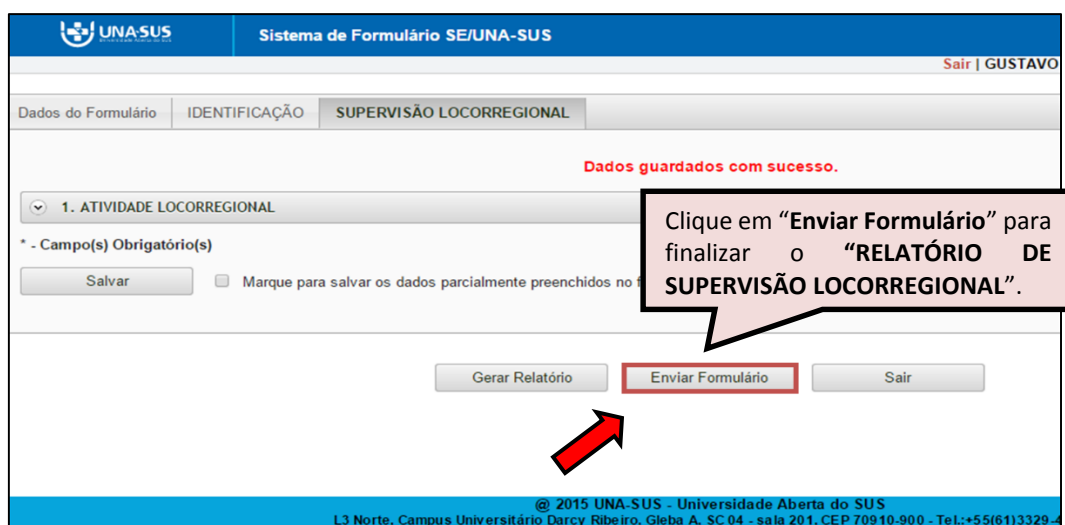 UNA-SUS
Sistema de Formulário SE/UNA-SUS
Sair | GUSTAVO
Dados do Formulário IDENTIFICAÇÃO SUPERVISÃO LOCORREGIONAL
Dados guardados com sucesso.
1. ATIVIDADE LOCORREGIONAL
* - Campo(s) Obrigatório(s)
Salvar Marque para salvar os dados parcialmente preenchidos no
Clique em “Enviar Formulário” para
finalizar o “RELATÓRIO DE
SUPERVISÃO LOCORREGIONAL”.
Gerar Relatório Enviar Formulário Sair
@ 2015 UNA-SUS - Universidade Aberta do SUS
L3 Norte, Campus Universitário Darcy Ribeiro, Gleba A, SC 04 - sala 201, CEP 70910-900 - Tel.:+55(61)3329-4